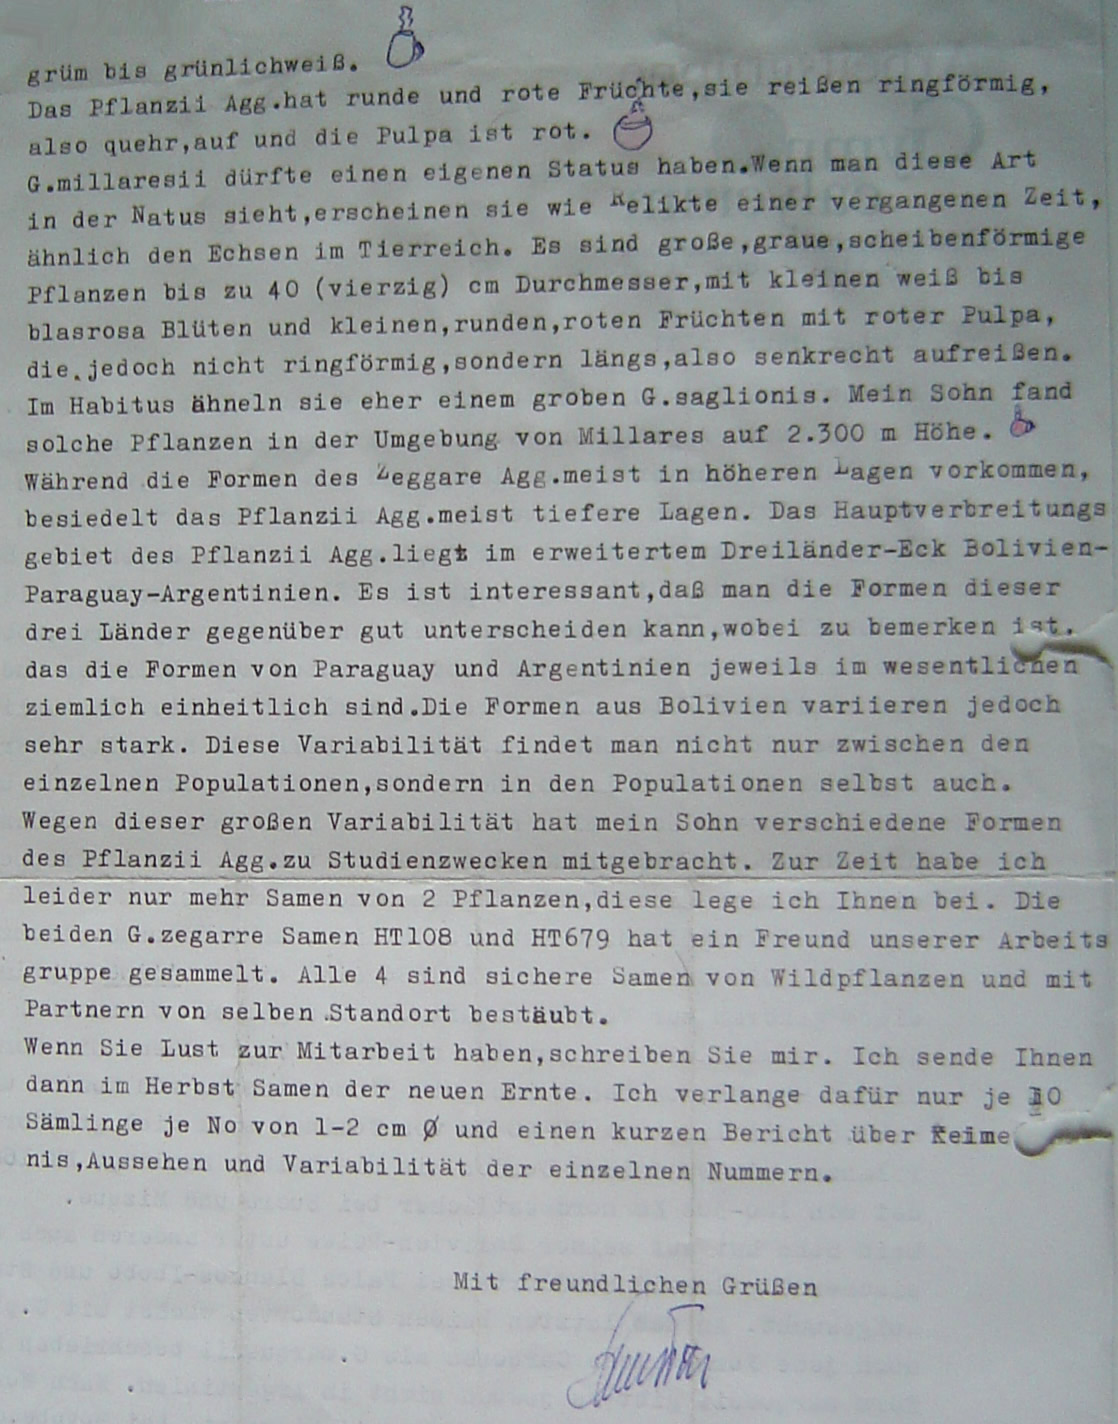 grüm bis grünlichweiß.
Das Pflanzii Agg.hat runde und rote Früchte,sie reißen ringförmig,
also quehr,auf und die Pulpa ist rot.
G.millaresii dürfte einen eigenen Status haben.Wenn man diese Art
in der Natus sieht,erscheinen sie wie Relikte einer vergangenen Zeit,
ähnlich den Echsen im Tierreich. Es sind große,graue,scheibenförmige
Pflanzen bis zu 40 (vierzig) cm Durchmesser,mit kleinen weiß bis
blasrosa Blüten und kleinen,runden,roten Früchten mit roter Pulpa,
die jedoch nicht ringförmig,sondern längs,also senkrecht aufreißen.
Im Habitus ähneln sie eher einem groben G.saglionis. Mein Sohn fand
solche Pflanzen in der Umgebung von Millares auf 2.300 m Höhe.
Während die Formen des Zeggare Agg.meist in höheren Lagen vorkommen,
besiedelt das Pflanzii Agg.meist tiefere Lagen. Das Hauptverbreitungs
gebiet des Pflanzii Agg.liegt im erweitertem Dreiländer-Eck Bolivien-
Paraguay-Argentinien. Es ist interessant,daß man die Formen dieser
drei Länder gegenüber gut unterscheiden kann,wobei zu bemerken ist.
das die Formen von Paraguay und Argentinien jeweils im wesentlichen
ziemlich einheitlich sind.Die Formen aus Bolivien variieren jedoch
sehr stark. Diese Variabilität findet man nicht nur zwischen den
einzelnen Populationen,sondern in den Populationen selbst auch.
Wegen dieser großen Variabilität hat mein Sohn verschiedene Formen
des Pflanzii Agg.zu Studienzwecken mitgebracht. Zur Zeit habe ich
leider nur mehr Samen von 2 Pflanzen,diese lege ich Ihnen bei. Die
beiden G.zegarre Samen HT108 und HT679 hat ein Freund unserer Arbeits
gruppe gesammelt. Alle 4 sind sichere Samen von Wildpflanzen und mit
Partnern von selben Standort bestäubt.
Wenn Sie Lust zur Mitarbeit haben,schreiben Sie mir. Ich sende Ihnen
dann im Herbst Samen der neuen Ernte. Ich verlange dafür nur je 10
Sämlinge je No von 1-2 cm Ø und einen kurzen Bericht über Keime
nis,Aussehen und Variabilität der einzelnen Nummern.
Mit freundlichen Grüßen